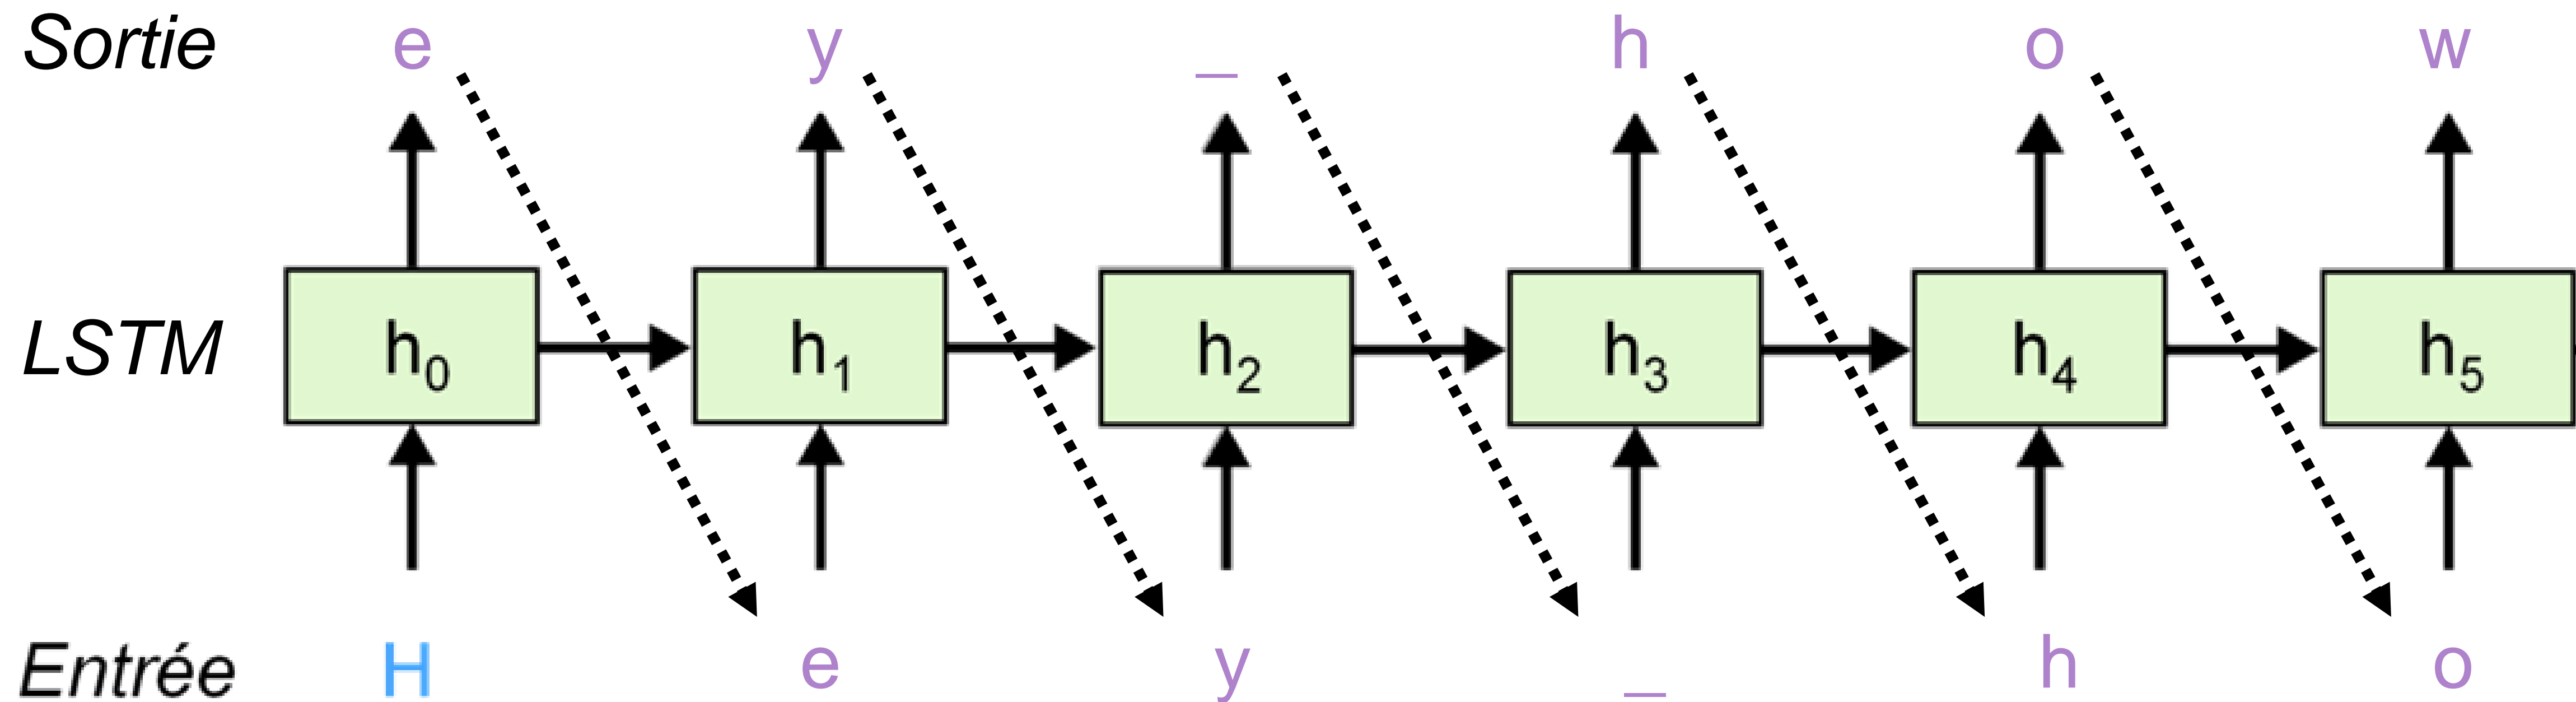 Sortie e y _ h o w
LSTM h₀ h₁ h₂ h₃ h₄ h₅
Entrée H e y _ h o